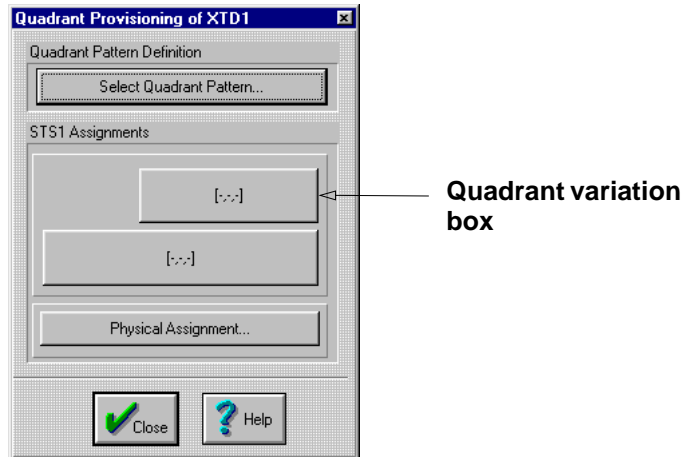 Quadrant Provisioning of XTD1
Quadrant Pattern Definition
Select Quadrant Pattern...
STS1 Assignments
[-,-,-]
Quadrant variation
box
[-,-,-]
Physical Assignment...
Close
Help